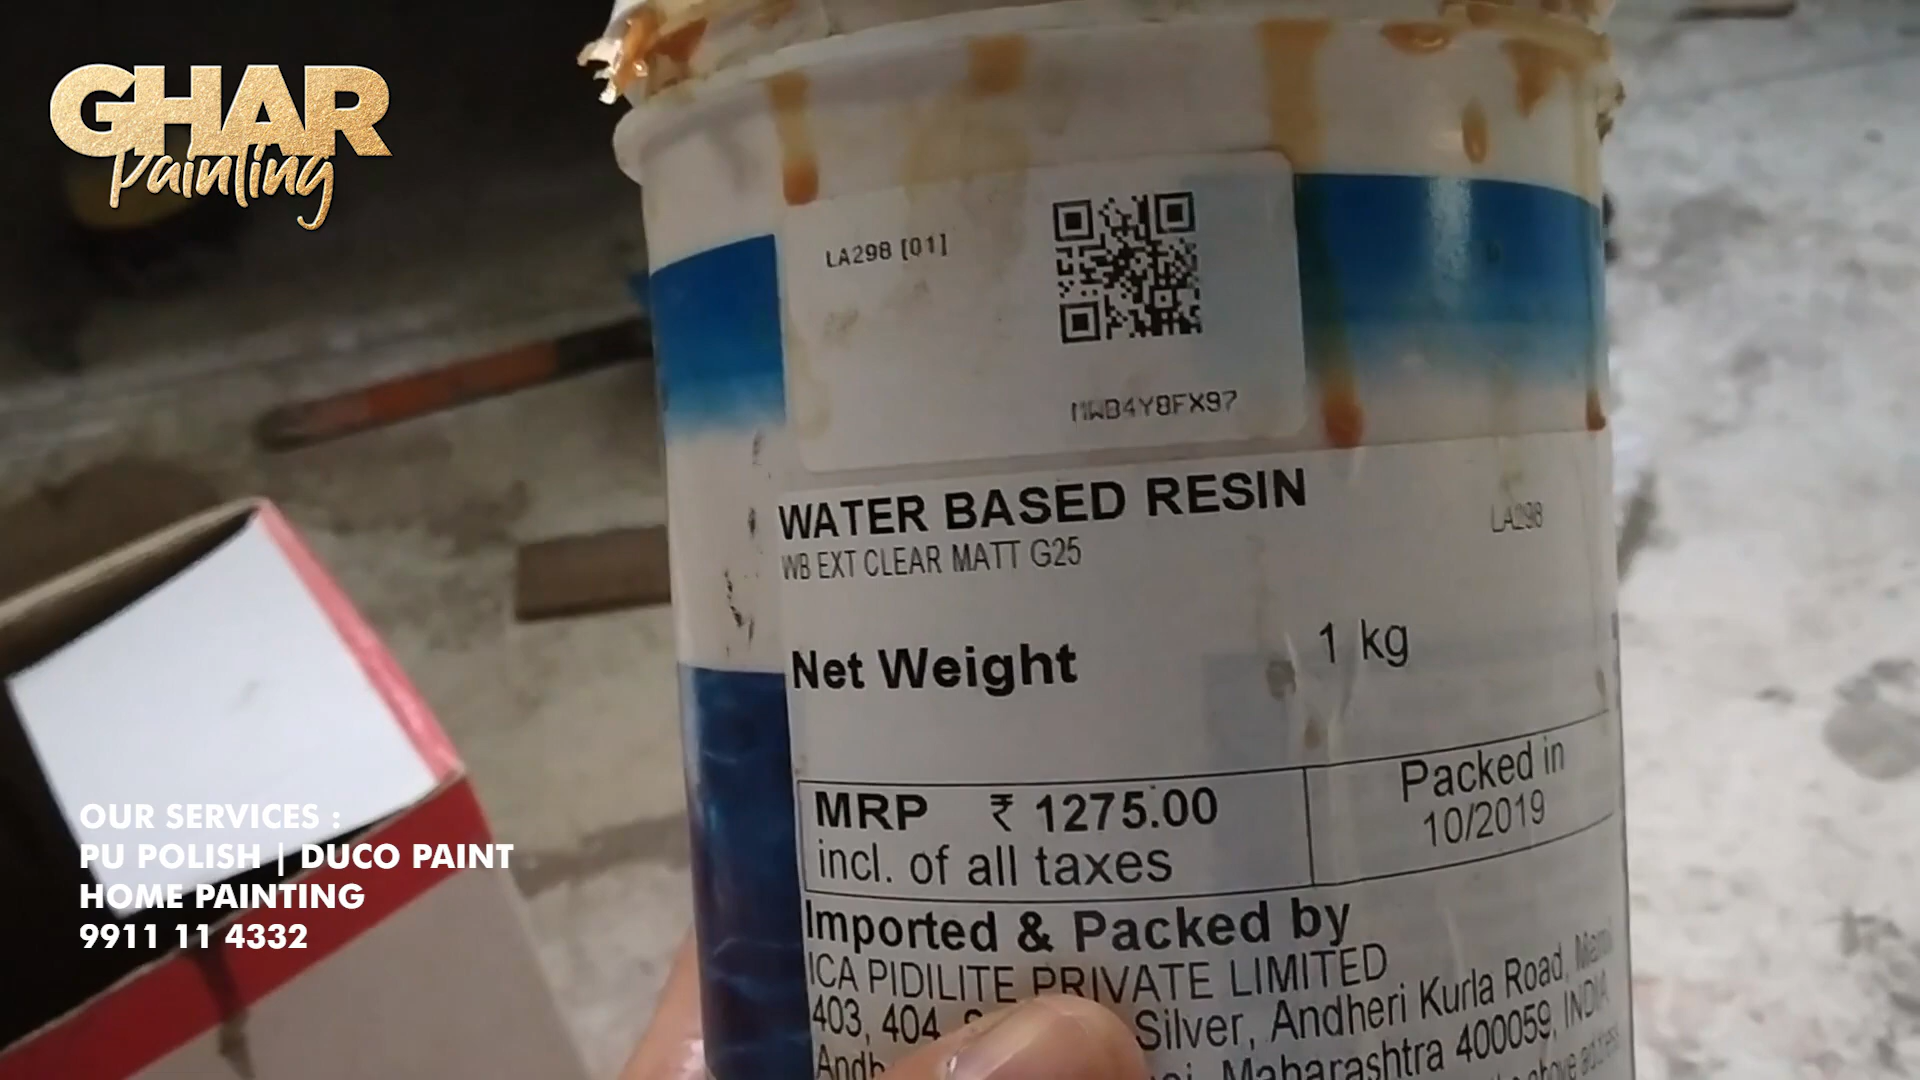 GHAR
Painting
LA298 [01]
MWB4Y8FX97
WATER BASED RESIN
LA298
WB EXT CLEAR MATT G25
Net Weight 1 kg
MRP ₹ 1275.00
incl. of all taxes
Packed in
10/2019
Imported & Packed by
ICA PIDILITE PRIVATE LIMITED
403, 404 Silver, Andheri Kurla Road,
Maharashtra 400059, INDIA
above
OUR SERVICES :
PU POLISH | DUCO PAINT
HOME PAINTING
9911 11 4332